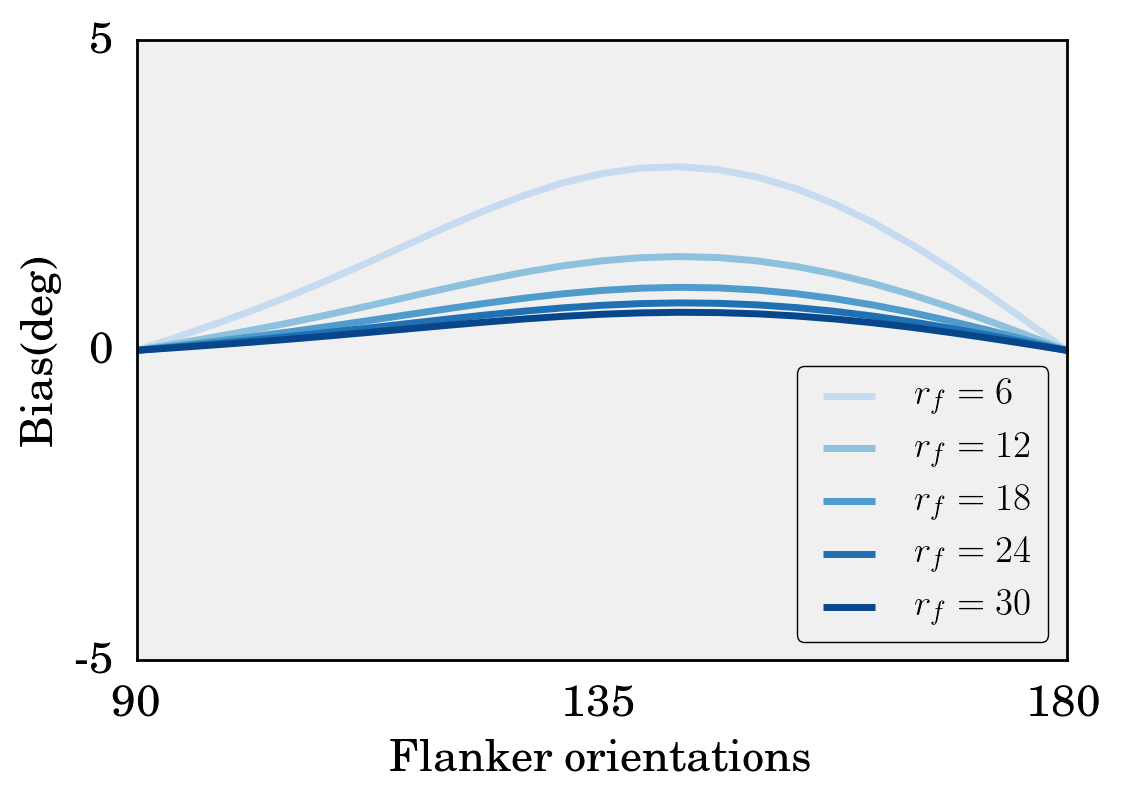 5
0
-5
Bias(deg)
90
135
180
Flanker orientations
r_f = 6
r_f = 12
r_f = 18
r_f = 24
r_f = 30